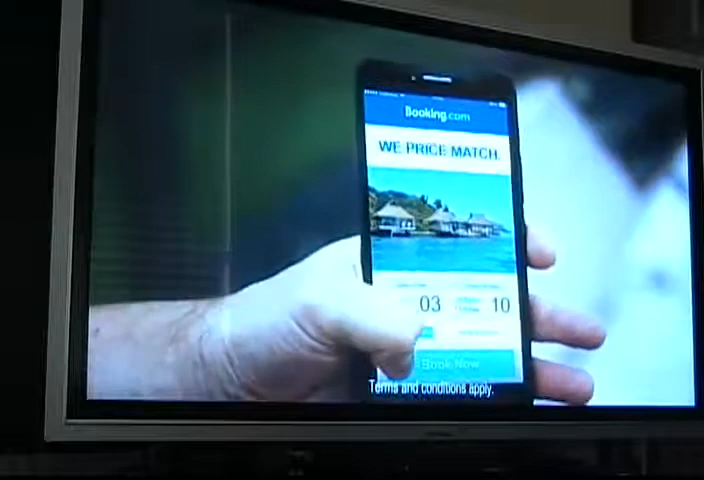 Booking.com
WE PRICE MATCH.
03
10
Book Now
Terms and conditions apply.